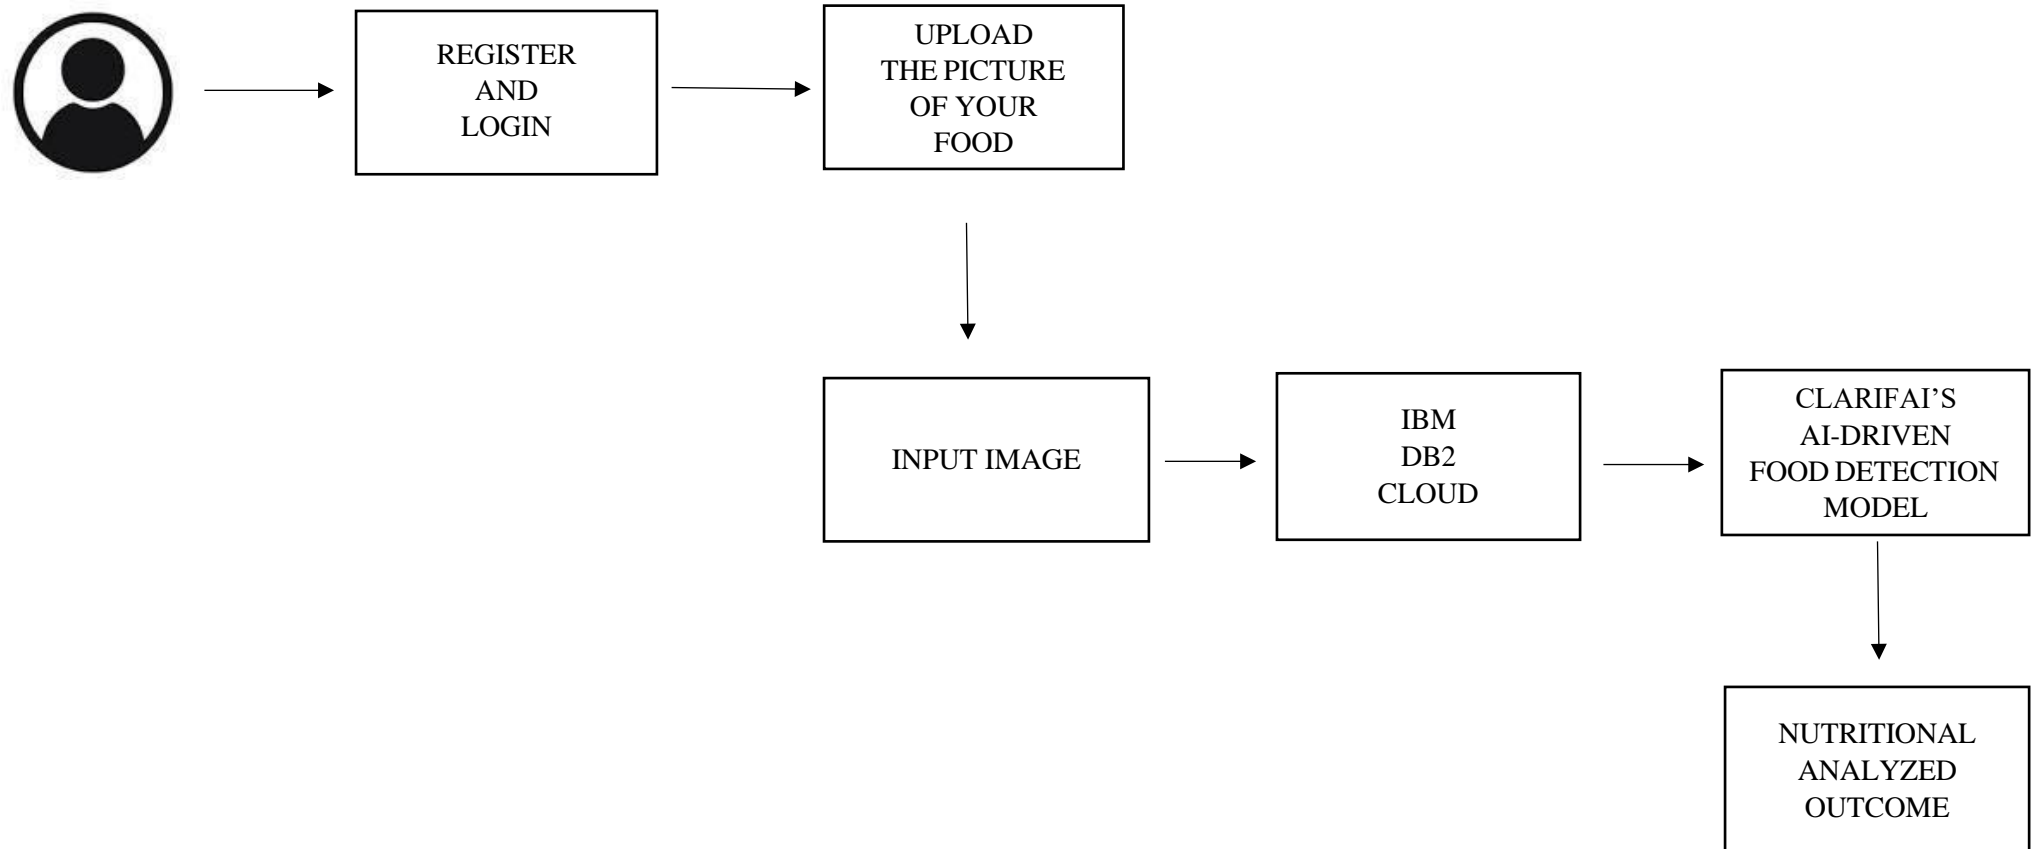 REGISTER
AND
LOGIN
UPLOAD
THE PICTURE
OF YOUR
FOOD
INPUT IMAGE
IBM
DB2
CLOUD
CLARIFAI’S
AI-DRIVEN
FOOD DETECTION
MODEL
NUTRITIONAL
ANALYZED
OUTCOME